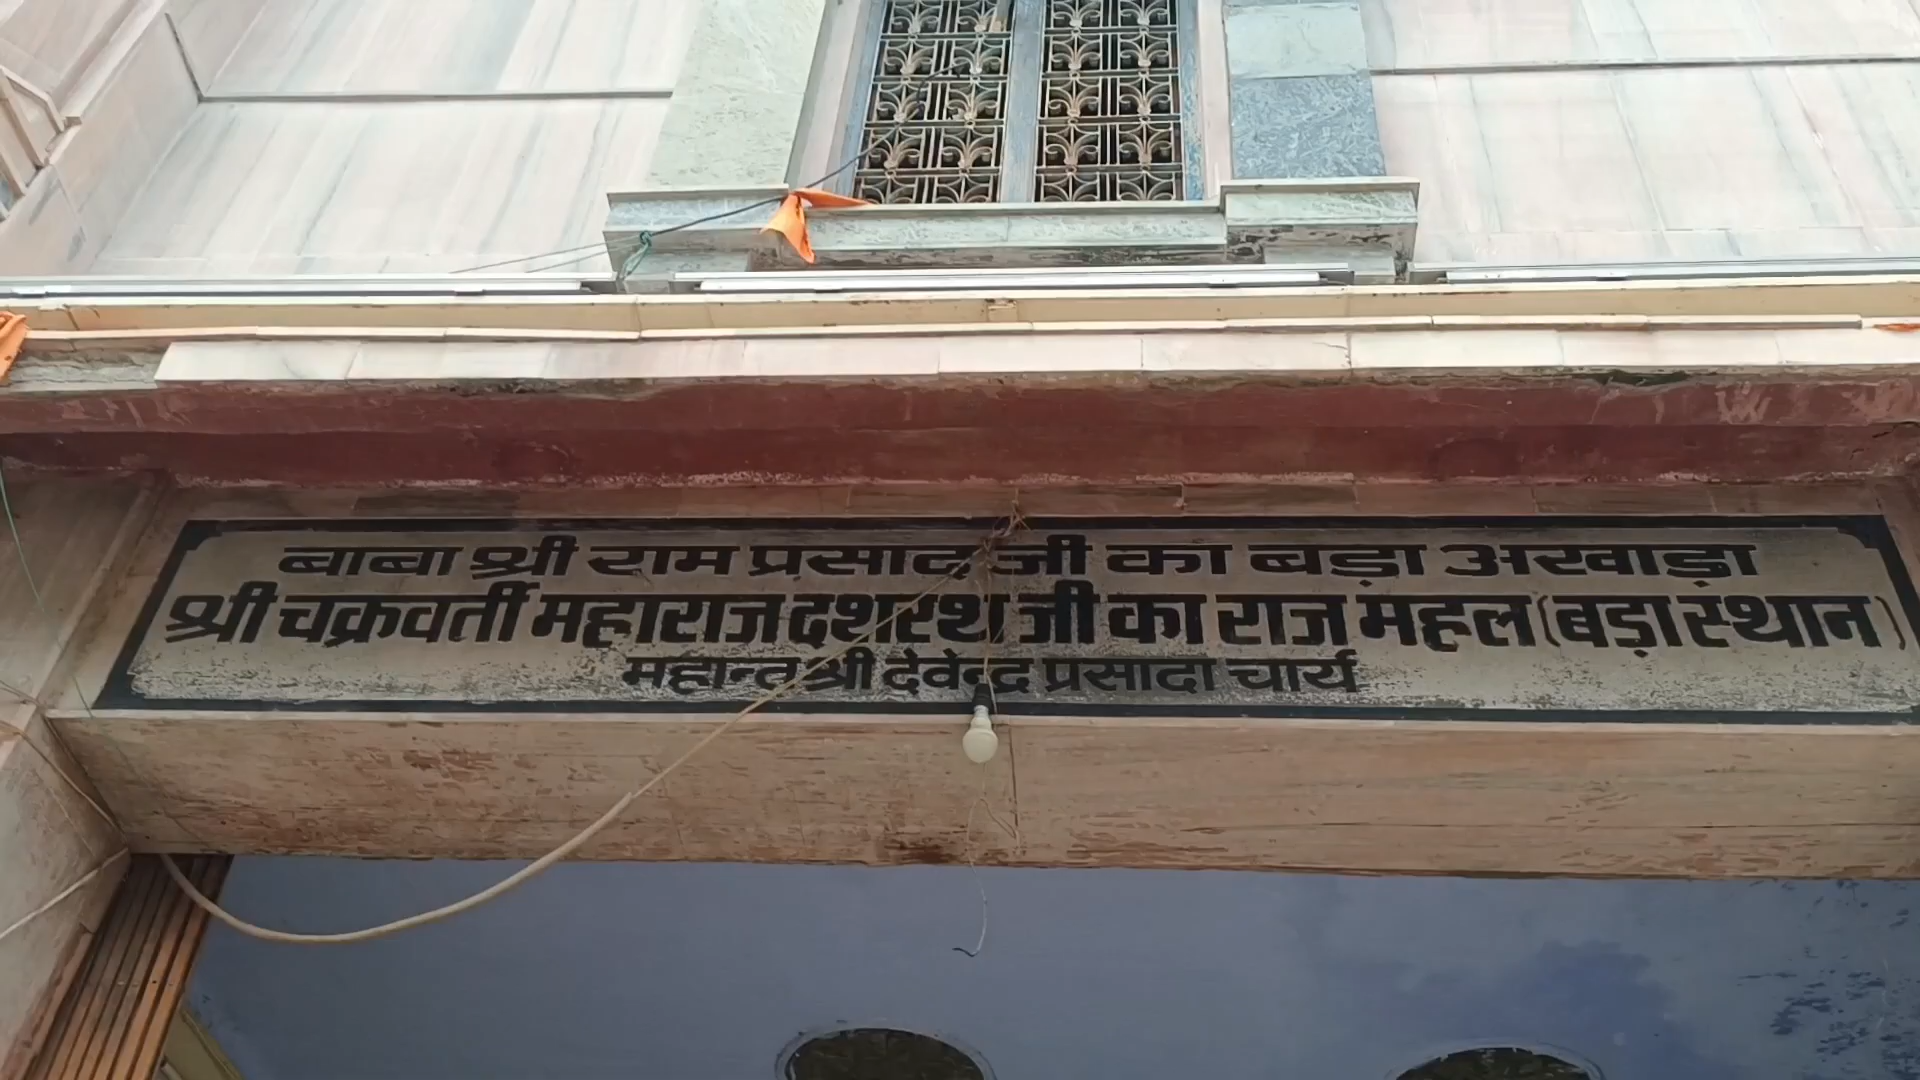 बाबा श्री राम प्रसाद जी का बड़ा अखाड़ा
श्री चक्रवर्ती महाराज दशरथ जी का राज महल (बड़ा स्थान)
महान्त श्री देवेन्द्र प्रसादा चार्य